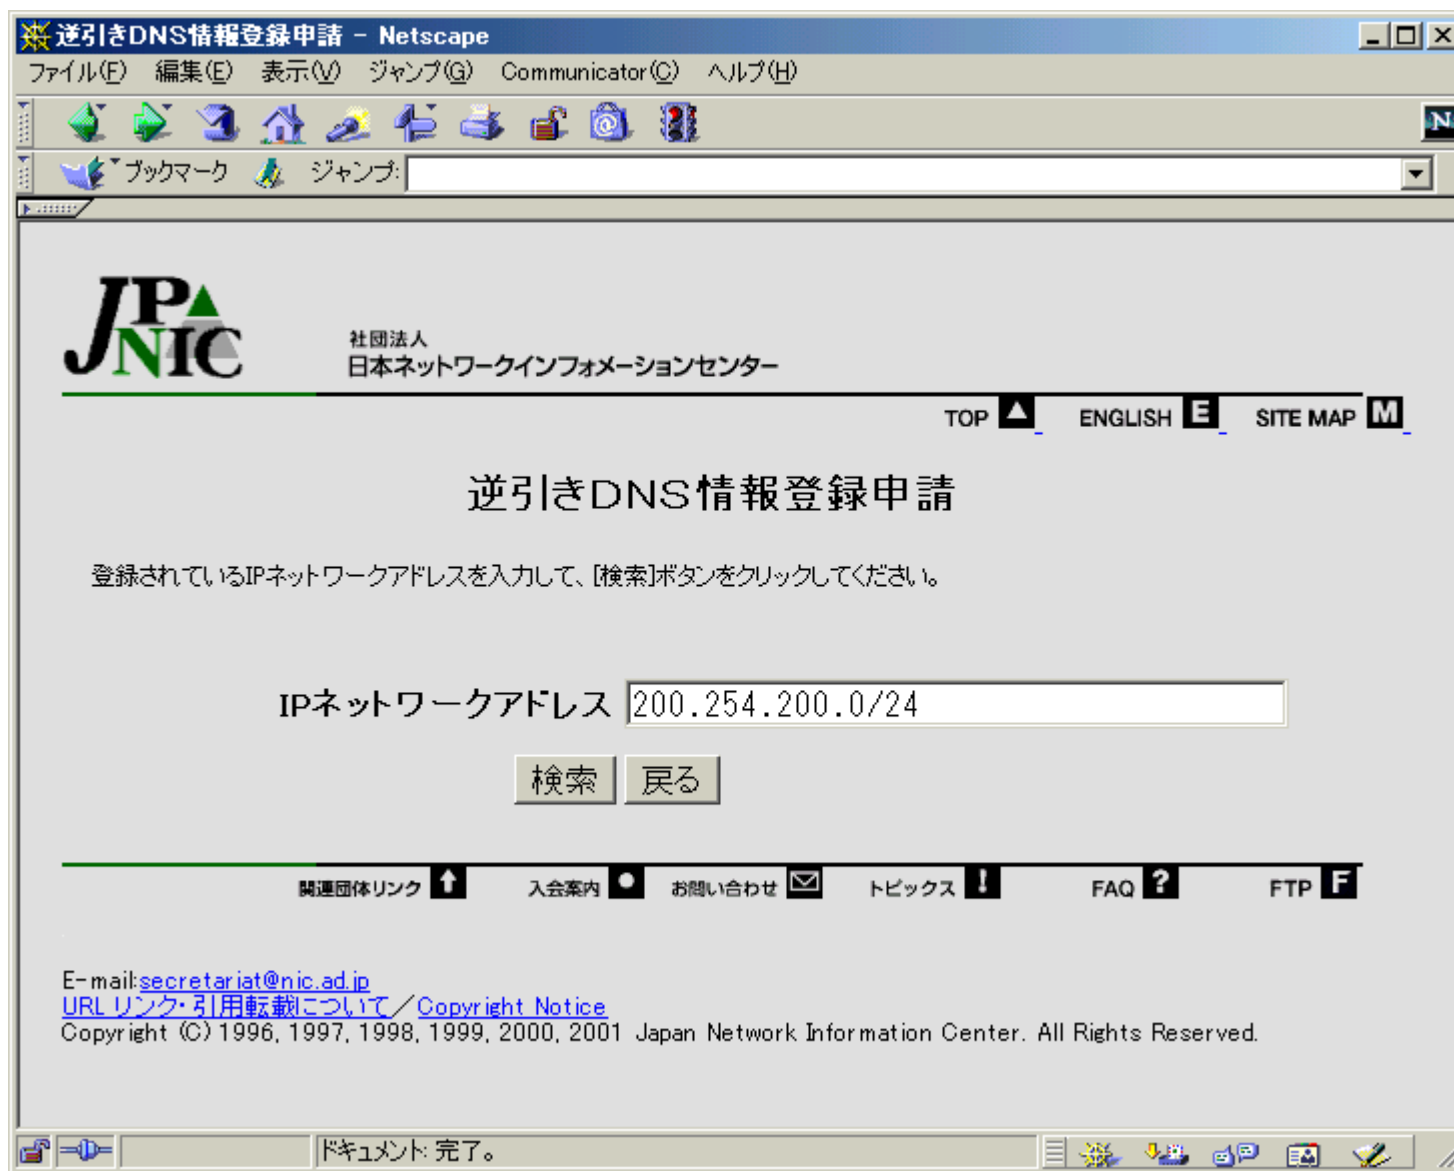 逆引きDNS情報登録申請 - Netscape
ファイル(F) 編集(E) 表示(V) ジャンプ(G) Communicator(C) ヘルプ(H)
N
ブックマーク ジャンプ:
JPNIC
社団法人
日本ネットワークインフォメーションセンター
TOP ▲ ENGLISH E SITE MAP M
逆引きDNS情報登録申請
登録されているIPネットワークアドレスを入力して、[検索]ボタンをクリックしてください。
IPネットワークアドレス 200.254.200.0/24
検索 戻る
関連団体リンク 入会案内 お問い合わせ トピックス ! FAQ ? FTP F
E-mail:secretariat@nic.ad.jp
URL リンク・引用転載について/Copyright Notice
Copyright (C) 1996, 1997, 1998, 1999, 2000, 2001 Japan Network Information Center. All Rights Reserved.
ドキュメント: 完了。